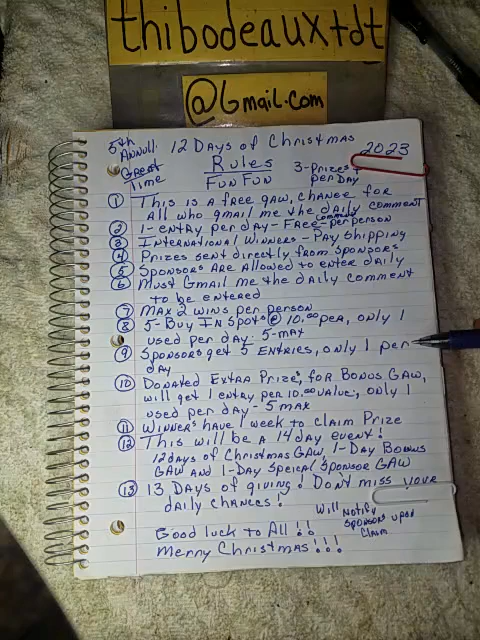 thibodeauxtdt
@Gmail.com
5th
Annull 12 Days of Christmas
2023
Great Rules
3-Prizes+
Time Fun Fun
per Day
① This is a free GAW, Chance for
All who gmail me the daily comment
② 1-entry per day-Free-per person
comment
③ International Winners-Pay Shipping
④ Prizes sent directly from Sponsors
⑤ Sponsors are allowed to enter daily
⑥ Must Gmail me the daily comment
to be entered
⑦ Max 2 wins per person
⑧ 5-Buy In Spots @ 10.00 pea, only 1
used per day-5-max
⑨ Sponsors get 5 Entries, only 1 per
day
⑩ Donated Extra Prizes, for Bonus GAW,
will get 1 entry per 10.00 value, only 1
used per day-5 max
⑪ Winners have 1 week to claim Prize
⑫ This will be a 14 day event!
12 days of Christmas GAW 1-Day Bonus
GAW and 1-Day Speical Sponsor GAW
⑬ 13 Days of giving! Don't miss your
daily chances!
Will Notify
Sponsors upon
Claim
Good luck to All!!
Merry Christmas!!!